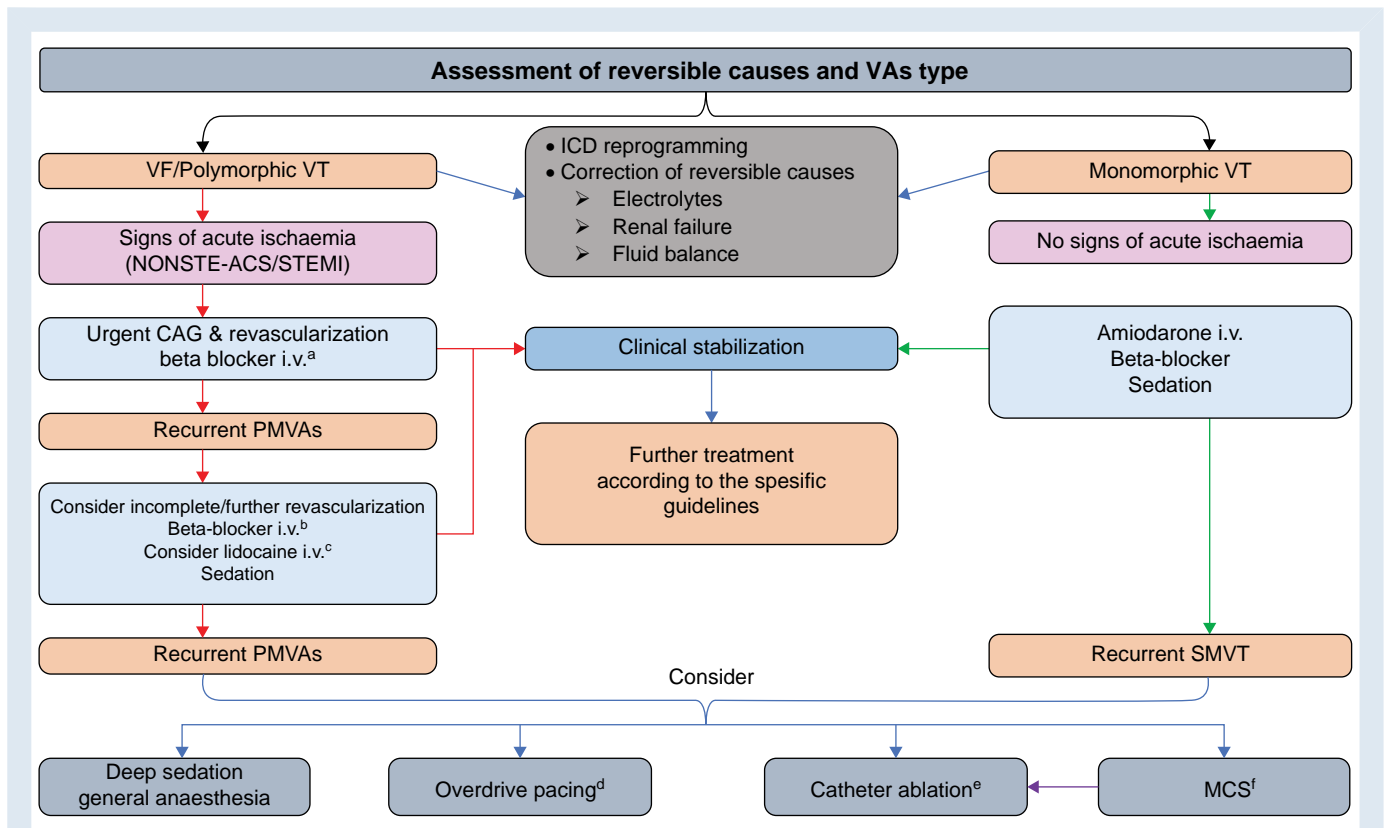 Assessment of reversible causes and VAs type
VF/Polymorphic VT
• ICD reprogramming
• Correction of reversible causes
➢ Electrolytes
➢ Renal failure
➢ Fluid balance
Monomorphic VT
Signs of acute ischaemia
(NONSTE-ACS/STEMI)
No signs of acute ischaemia
Urgent CAG & revascularization
beta blocker i.v.ᵃ
Clinical stabilization
Amiodarone i.v.
Beta-blocker
Sedation
Recurrent PMVAs
Further treatment
according to the spesific
guidelines
Consider incomplete/further revascularization
Beta-blocker i.v.ᵇ
Consider lidocaine i.v.ᶜ
Sedation
Recurrent PMVAs
Recurrent SMVT
Consider
Deep sedation
general anaesthesia
Overdrive pacingᵈ
Catheter ablationᵉ
MCSᶠ